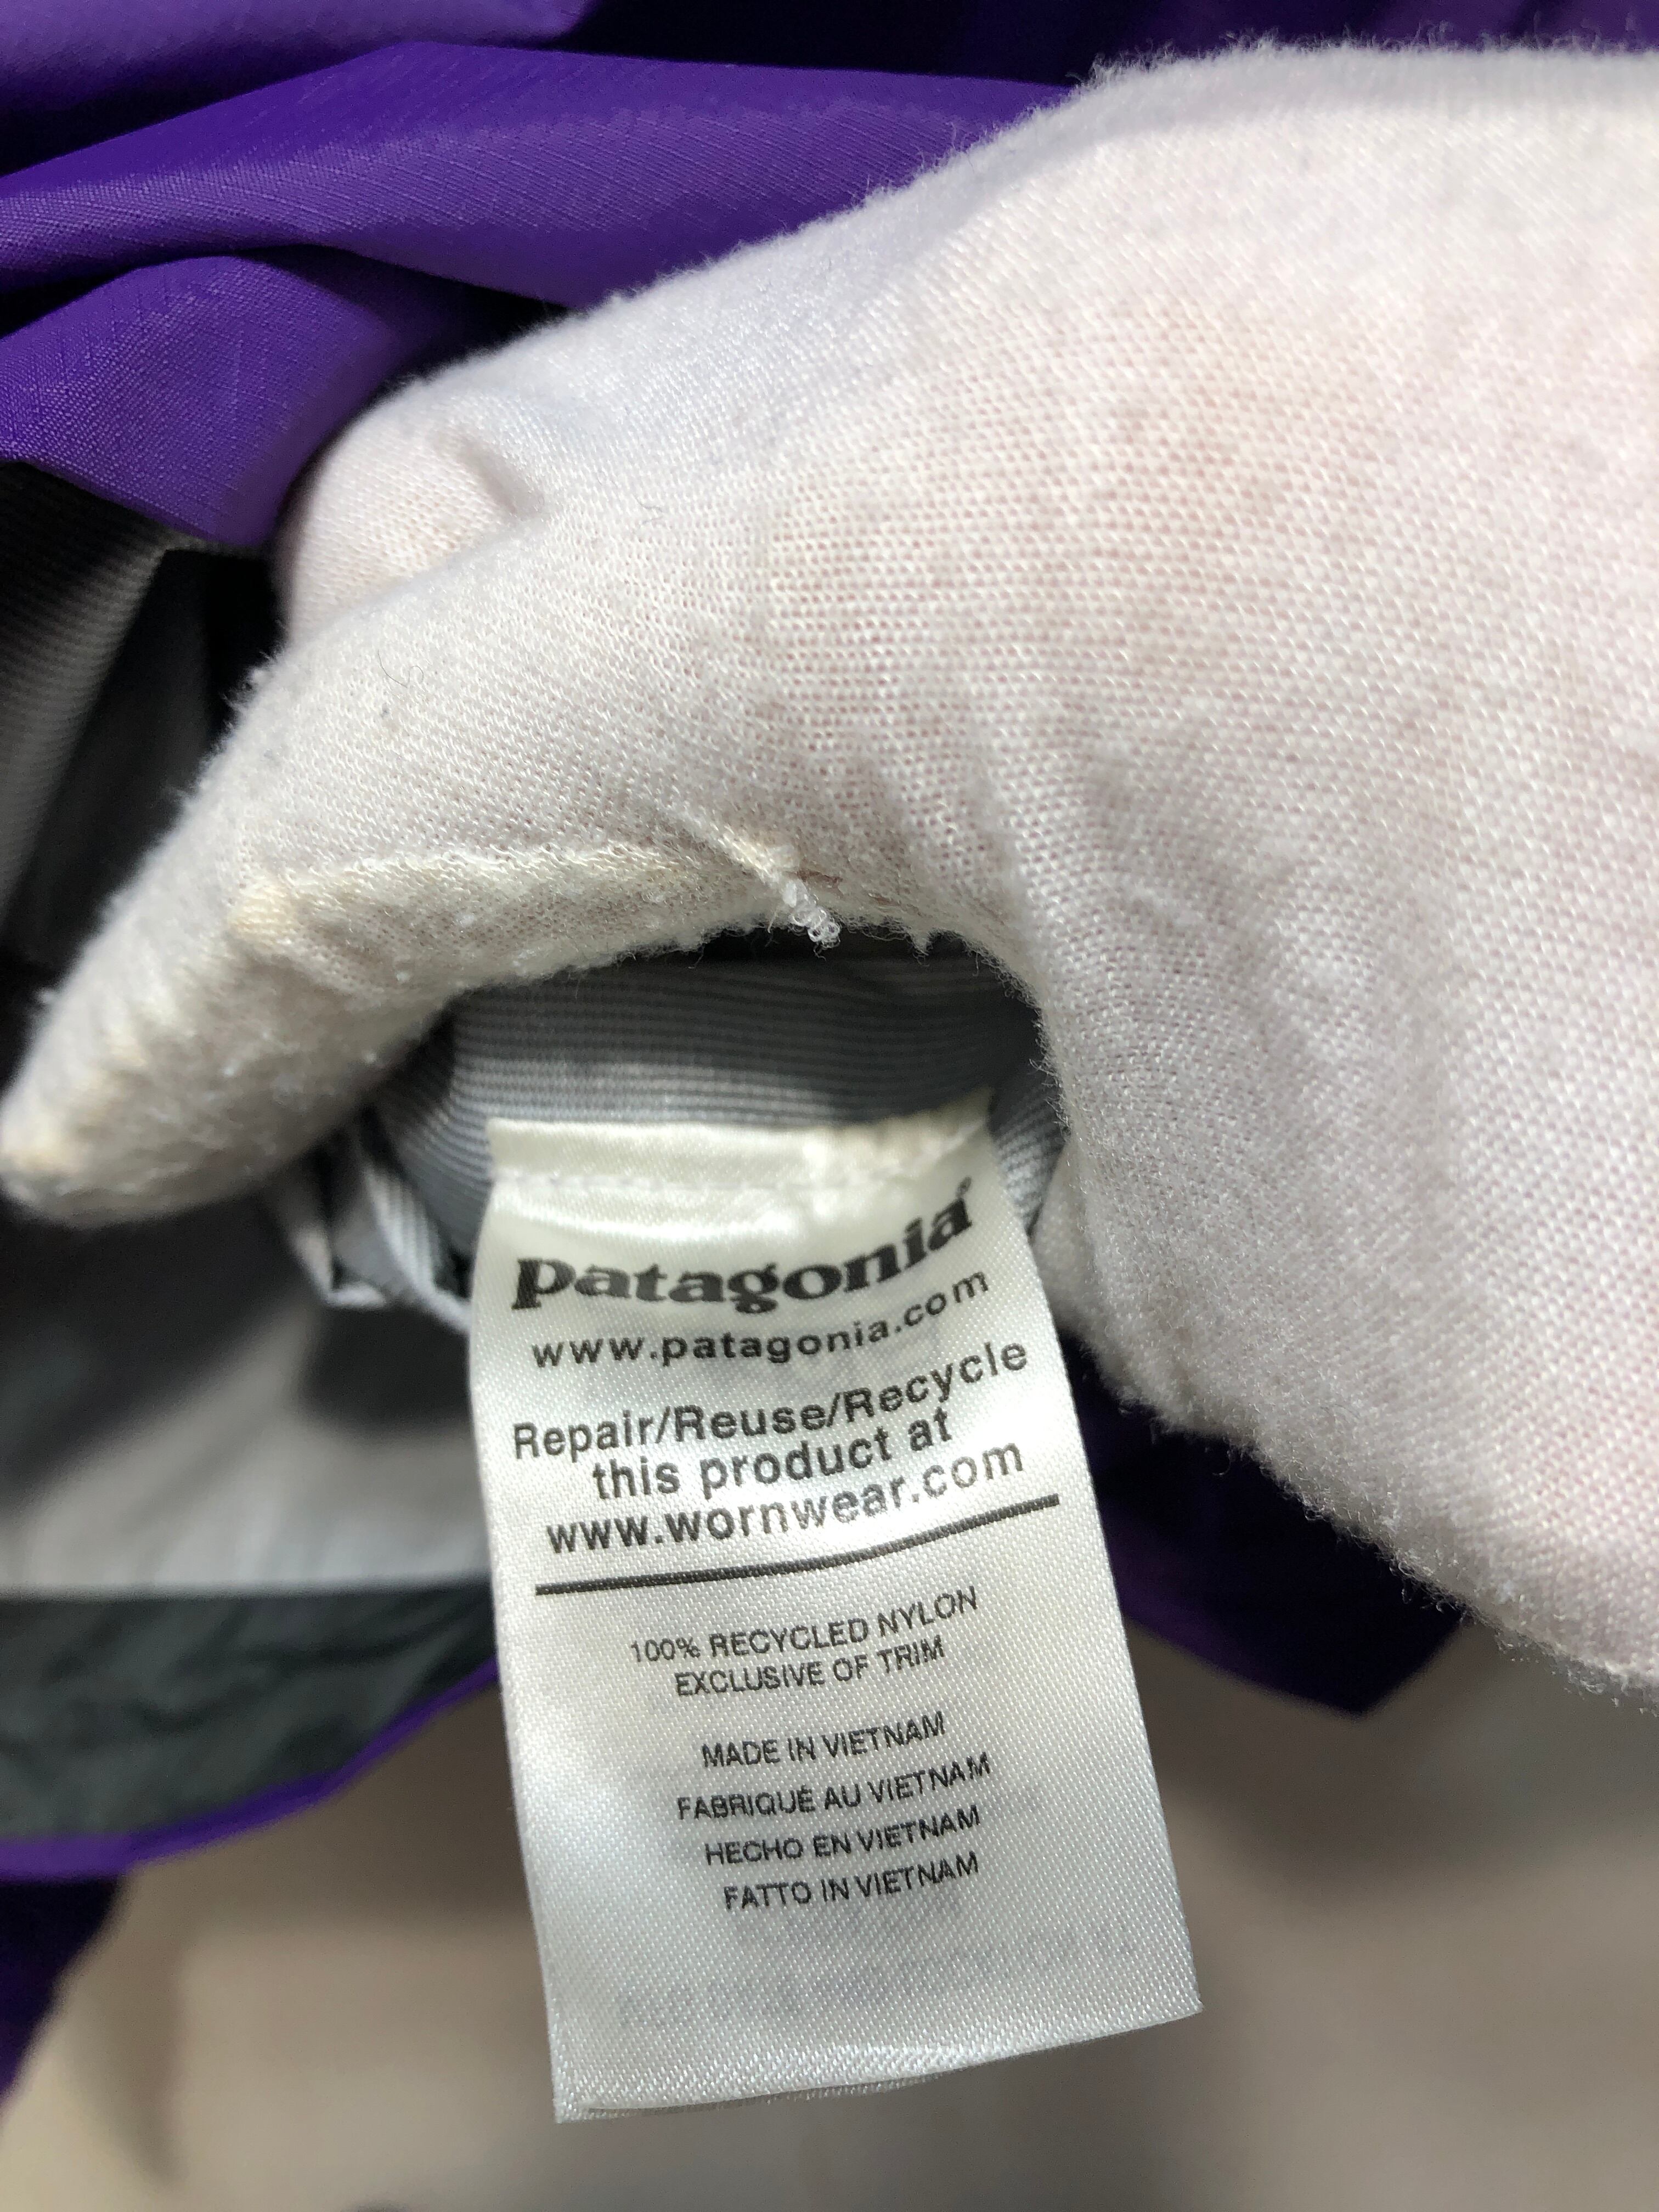 patagonia®
www.patagonia.com
Repair/Reuse/Recycle
this product at
www.wornwear.com
100% RECYCLED NYLON
EXCLUSIVE OF TRIM
MADE IN VIETNAM
FABRIQUÉ AU VIETNAM
HECHO EN VIETNAM
FATTO IN VIETNAM